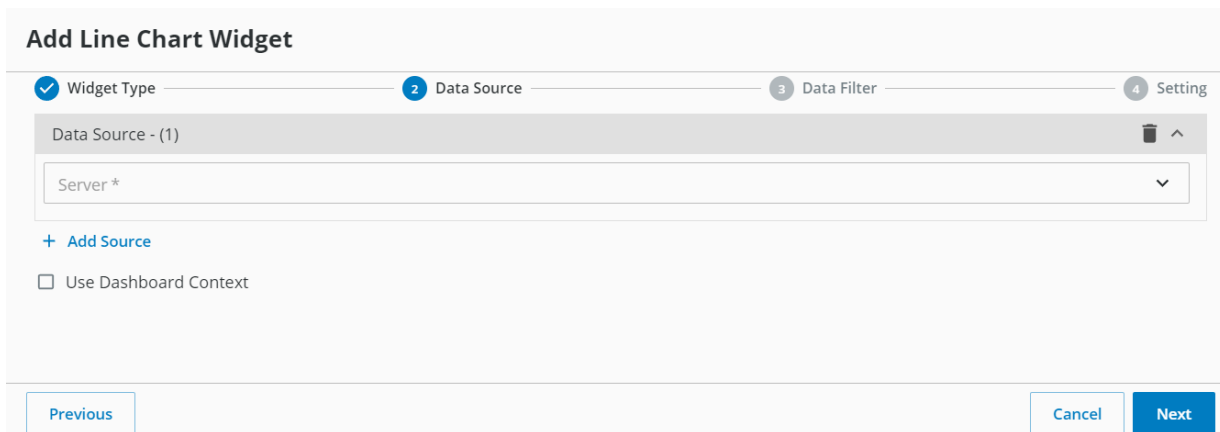 Add Line Chart Widget
Widget Type 2 Data Source 3 Data Filter 4 Setting
Data Source - (1)
Server *
+ Add Source
Use Dashboard Context
Previous Cancel Next